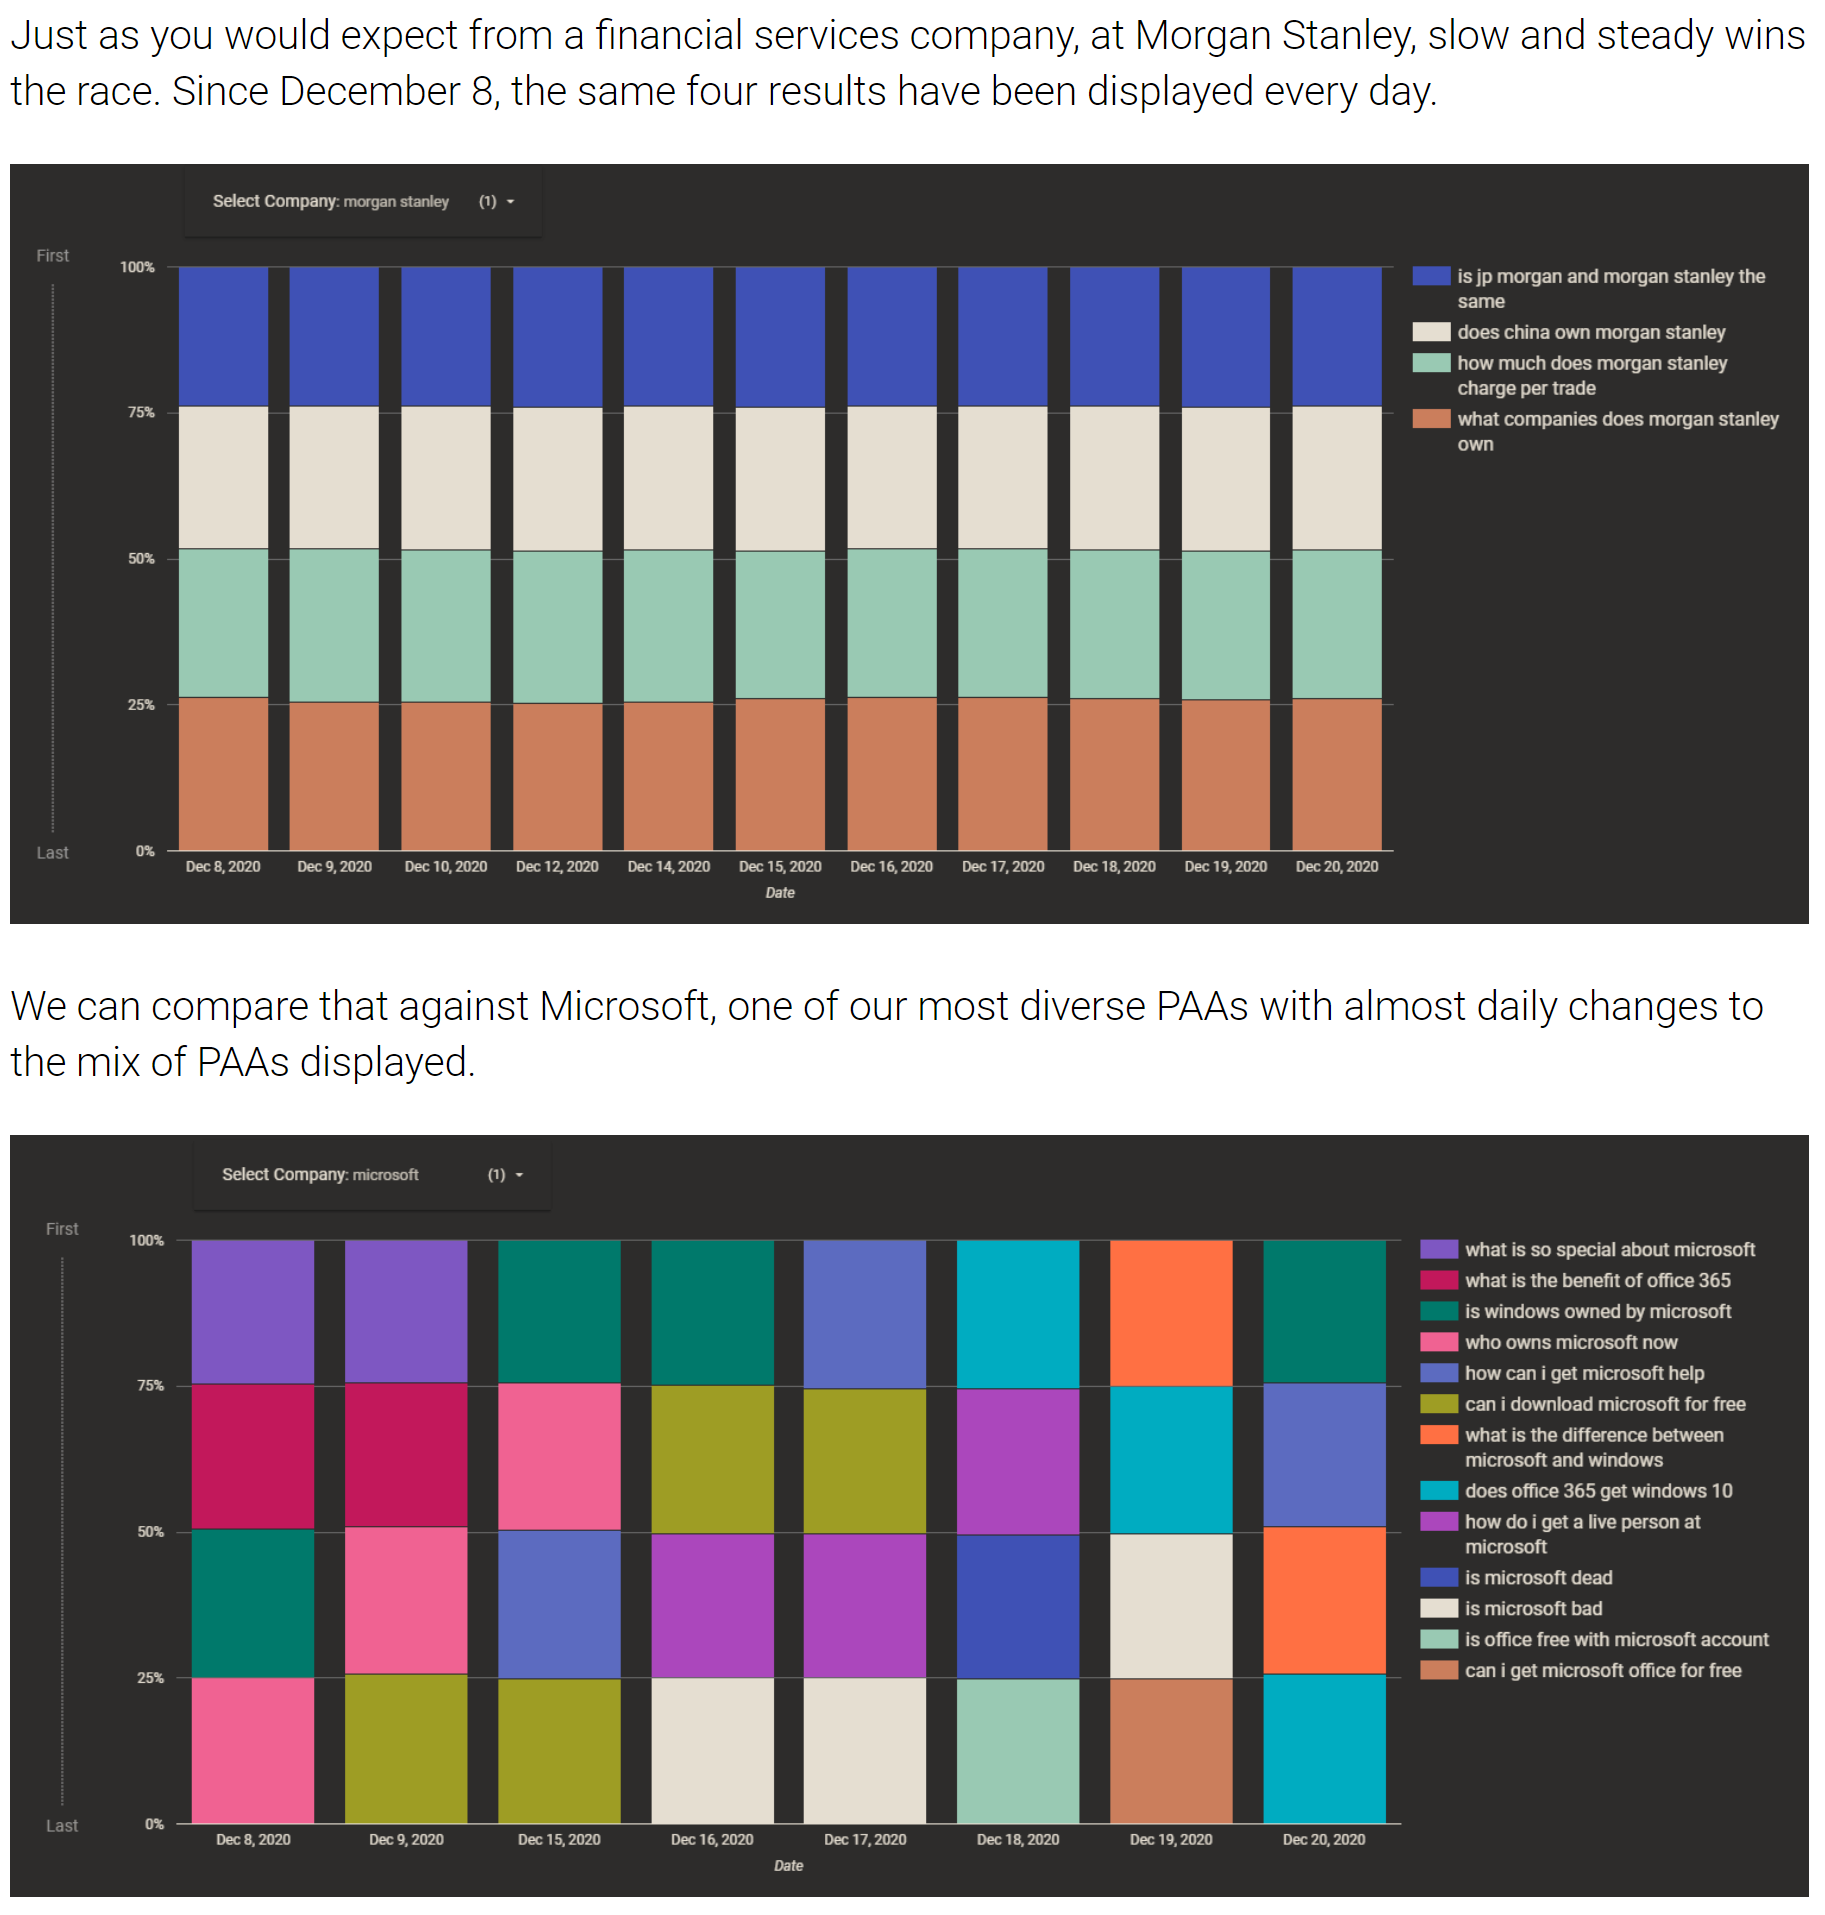 Just as you would expect from a financial services company, at Morgan Stanley, slow and steady wins
the race. Since December 8, the same four results have been displayed every day.
Select Company: morgan stanley (1)
First
100%
75%
50%
25%
0%
Last
Dec 8, 2020 Dec 9, 2020 Dec 10, 2020 Dec 12, 2020 Dec 14, 2020 Dec 15, 2020 Dec 16, 2020 Dec 17, 2020 Dec 18, 2020 Dec 19, 2020 Dec 20, 2020
Date
is jp morgan and morgan stanley the
same
does china own morgan stanley
how much does morgan stanley
charge per trade
what companies does morgan stanley
own
We can compare that against Microsoft, one of our most diverse PAAs with almost daily changes to
the mix of PAAs displayed.
Select Company: microsoft (1)
First
100%
75%
50%
25%
0%
Last
Dec 8, 2020 Dec 9, 2020 Dec 15, 2020 Dec 16, 2020 Dec 17, 2020 Dec 18, 2020 Dec 19, 2020 Dec 20, 2020
Date
what is so special about microsoft
what is the benefit of office 365
is windows owned by microsoft
who owns microsoft now
how can i get microsoft help
can i download microsoft for free
what is the difference between
microsoft and windows
does office 365 get windows 10
how do i get a live person at
microsoft
is microsoft dead
is microsoft bad
is office free with microsoft account
can i get microsoft office for free